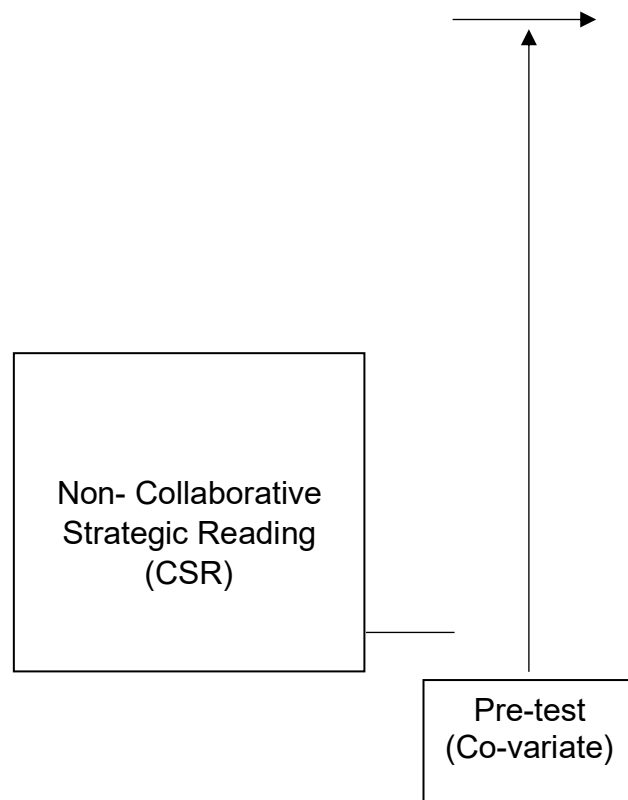 Non- Collaborative
Strategic Reading
(CSR)
Pre-test
(Co-variate)